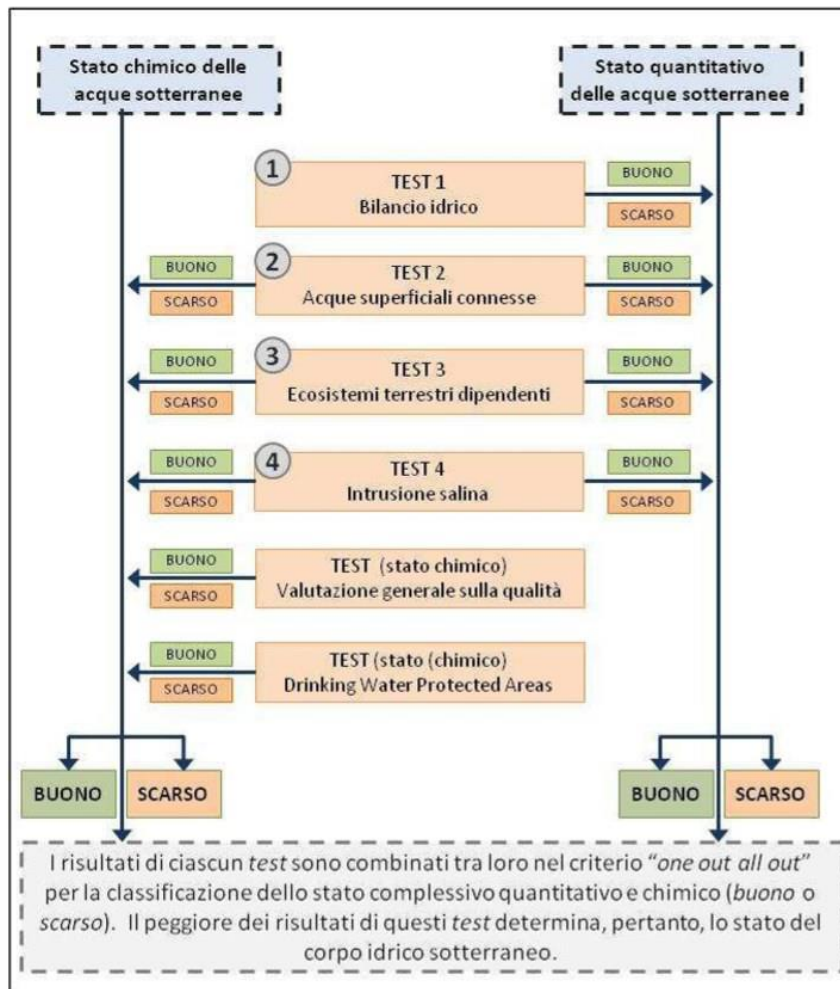 Stato chimico delle
acque sotterranee
Stato quantitativo
delle acque sotterranee
1
TEST 1
Bilancio idrico
BUONO
SCARSO
BUONO
SCARSO
2
TEST 2
Acque superficiali connesse
BUONO
SCARSO
BUONO
SCARSO
3
TEST 3
Ecosistemi terrestri dipendenti
BUONO
SCARSO
BUONO
SCARSO
4
TEST 4
Intrusione salina
BUONO
SCARSO
BUONO
SCARSO
TEST (stato chimico)
Valutazione generale sulla qualità
BUONO
SCARSO
TEST (stato (chimico)
Drinking Water Protected Areas
BUONO
SCARSO
BUONO
SCARSO
I risultati di ciascun test sono combinati tra loro nel criterio “one out all out”
per la classificazione dello stato complessivo quantitativo e chimico (buono o
scarso). Il peggiore dei risultati di questi test determina, pertanto, lo stato del
corpo idrico sotterraneo.